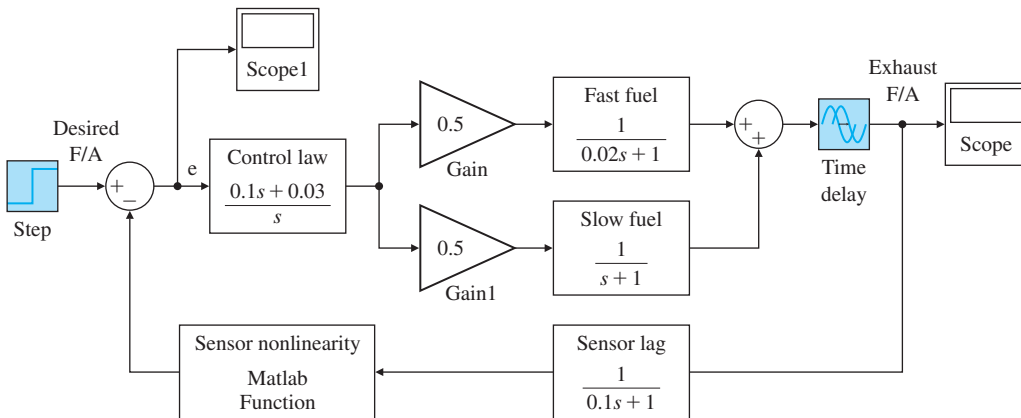 Scope1
Desired
F/A
Step
+
−
e
Control law
0.1s + 0.03
s
0.5
Gain
0.5
Gain1
Fast fuel
1
0.02s + 1
Slow fuel
1
s + 1
+
+
Time
delay
Exhaust
F/A
Scope
Sensor nonlinearity
Matlab
Function
Sensor lag
1
0.1s + 1